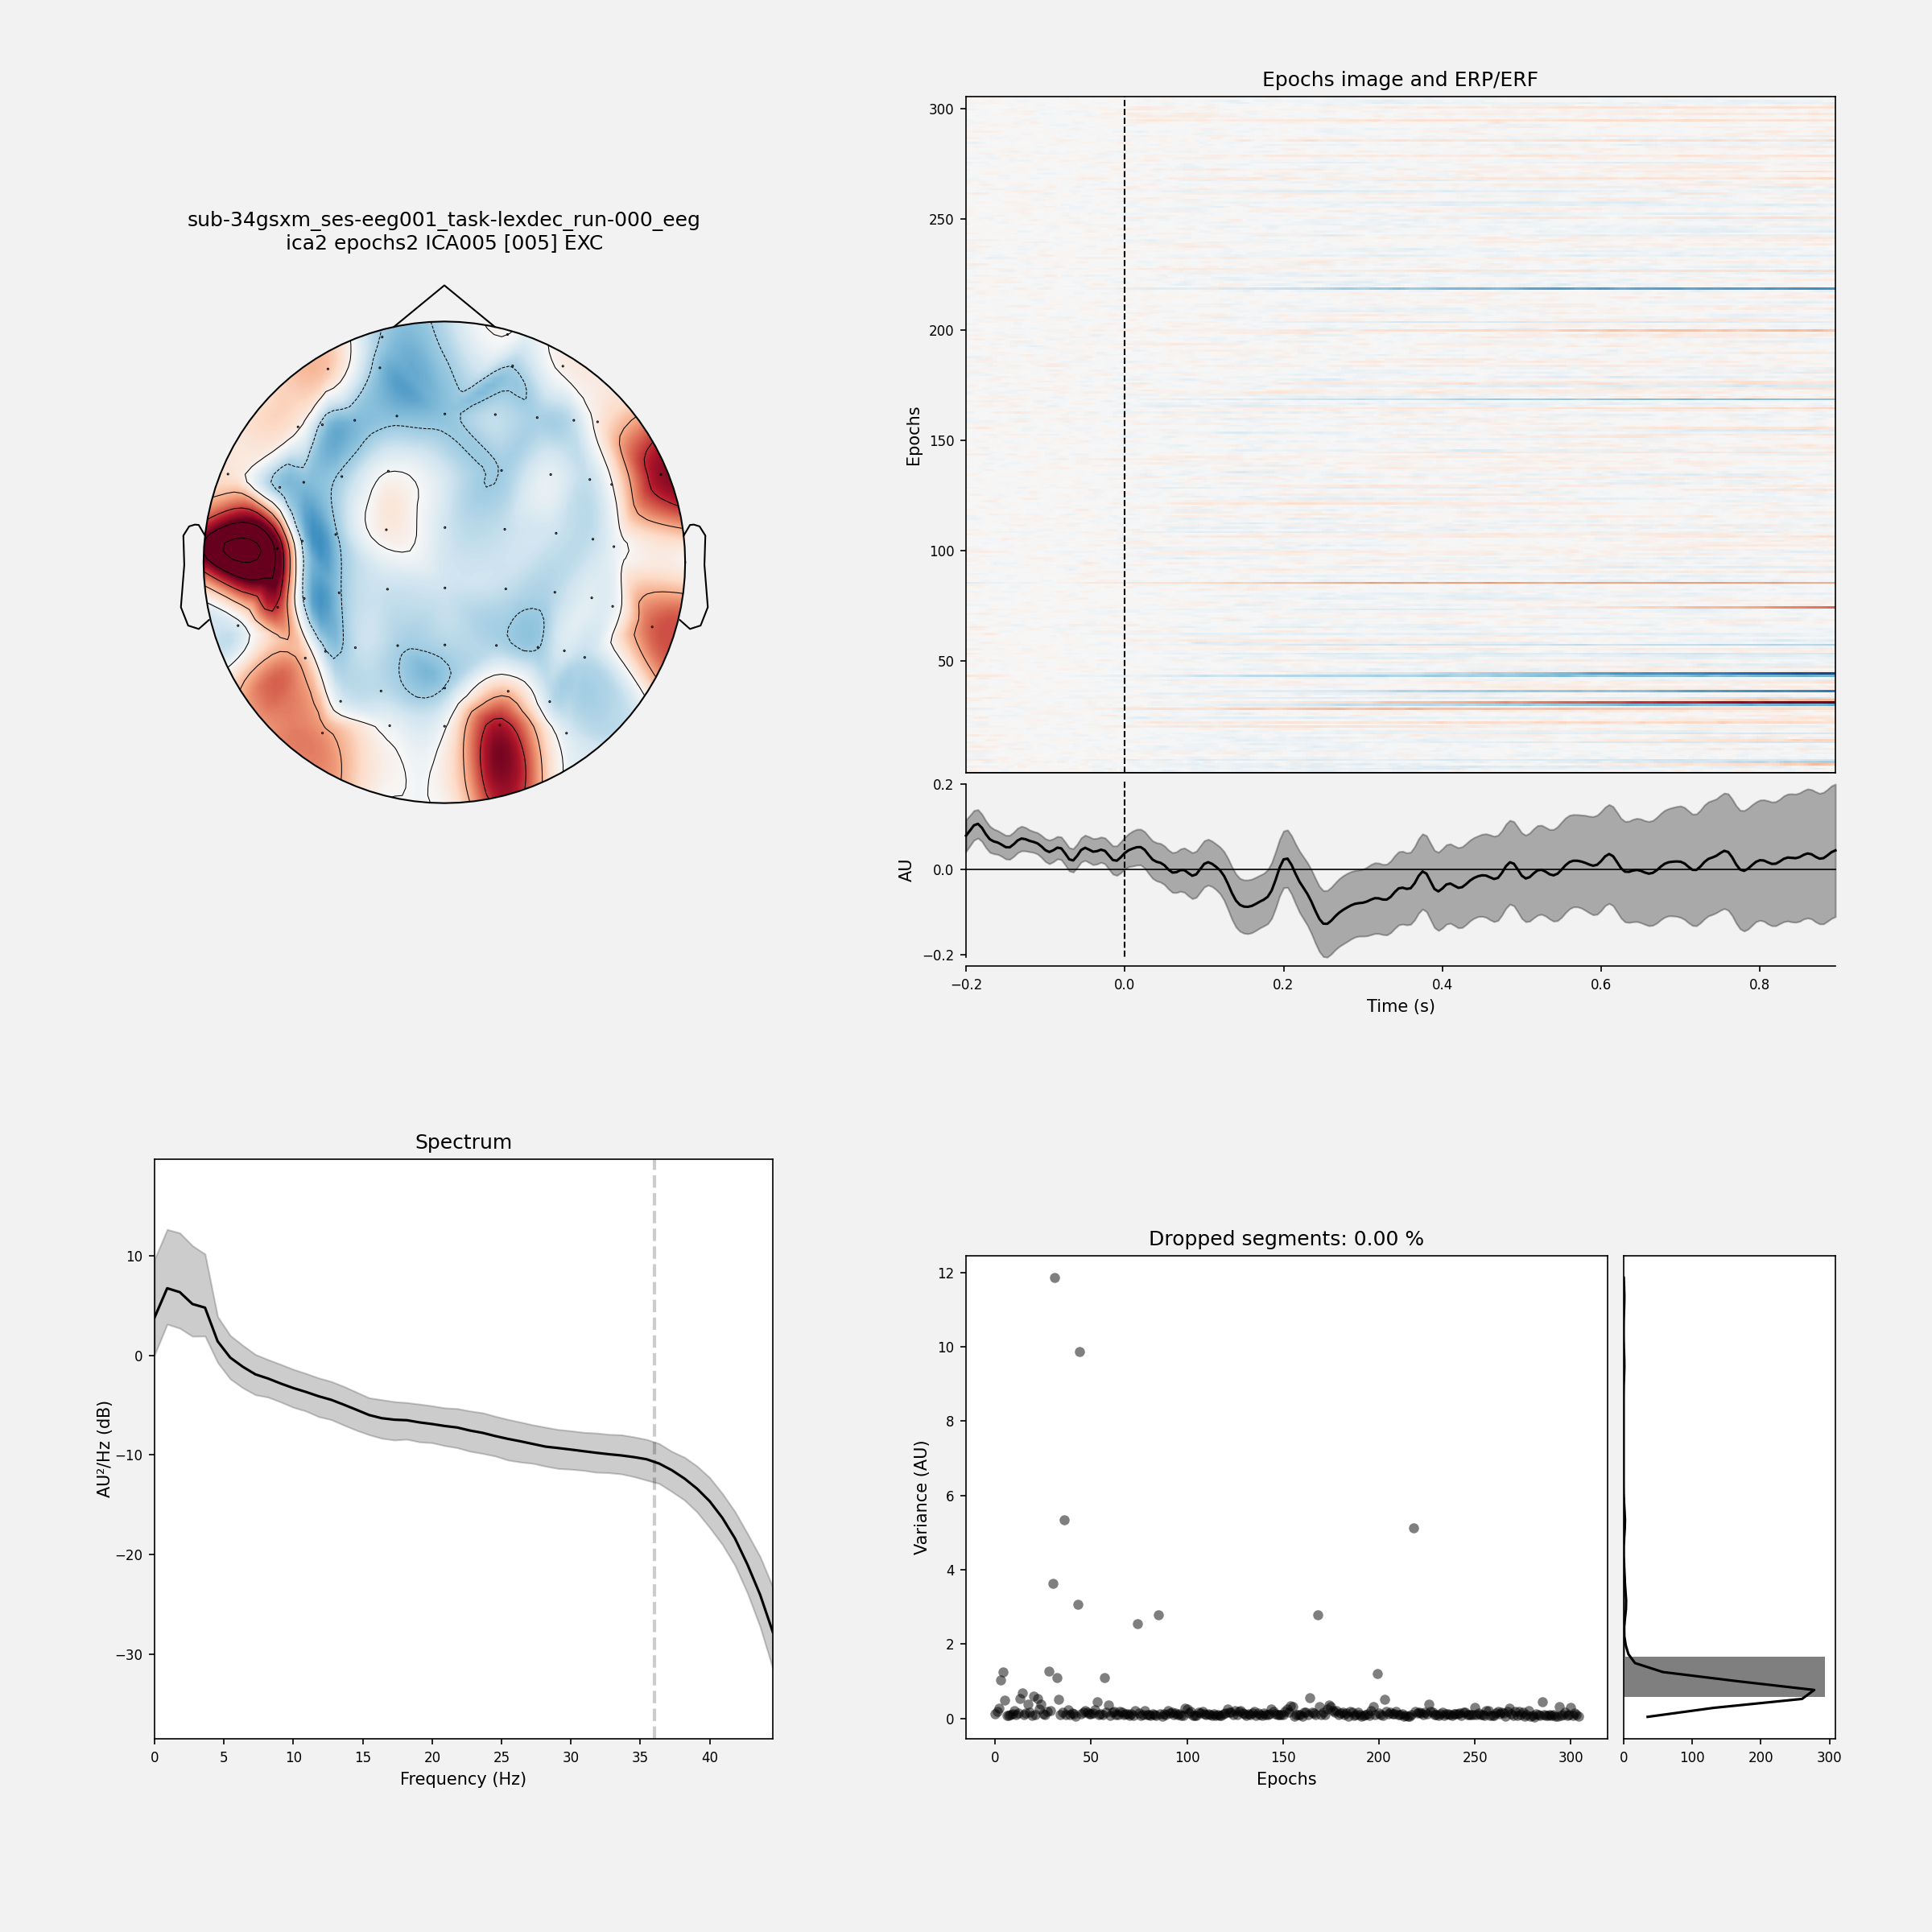 sub-34gsxm_ses-eeg001_task-lexdec_run-000_eeg
ica2 epochs2 ICA005 [005] EXC
Epochs image and ERP/ERF
Epochs
300
250
200
150
100
50
AU
0.2
0.0
−0.2
−0.2 0.0 0.2 0.4 0.6 0.8
Time (s)
Spectrum
AU²/Hz (dB)
10
0
−10
−20
−30
0 5 10 15 20 25 30 35 40
Frequency (Hz)
Dropped segments: 0.00 %
Variance (AU)
12
10
8
6
4
2
0
0 50 100 150 200 250 300
Epochs
0 100 200 300